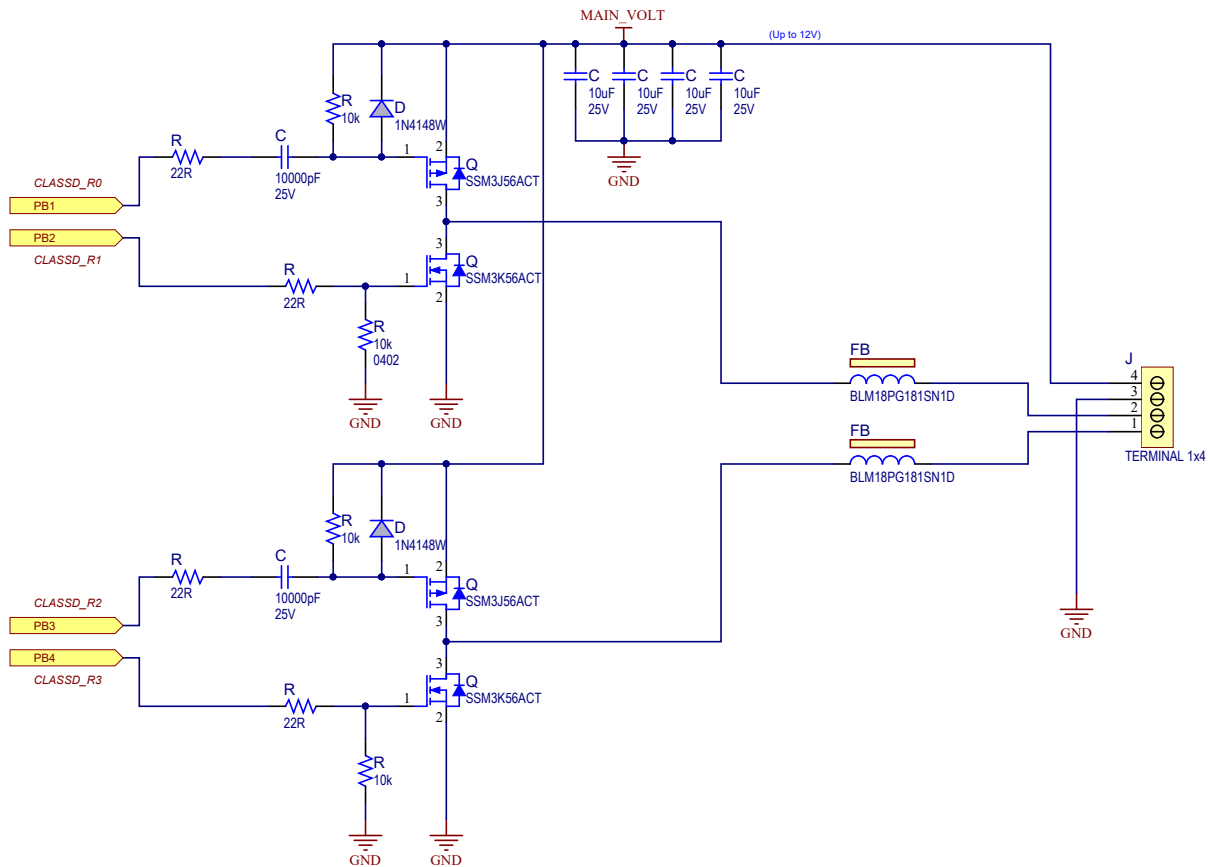 MAIN_VOLT
(Up to 12V)
C
10uF
25V
C
10uF
25V
C
10uF
25V
C
10uF
25V
GND
R
10k
D
1N4148W
R
22R
C
10000pF
25V
1
2
Q
SSM3J56ACT
3
CLASSD_R0
PB1
PB2
CLASSD_R1
3
Q
SSM3K56ACT
1
2
R
22R
R
10k
0402
GND
GND
FB
BLM18PG181SN1D
FB
BLM18PG181SN1D
J
4
3
2
1
TERMINAL 1x4
GND
R
10k
D
1N4148W
R
22R
C
10000pF
25V
1
2
Q
SSM3J56ACT
3
CLASSD_R2
PB3
PB4
CLASSD_R3
3
Q
SSM3K56ACT
1
2
R
22R
R
10k
GND
GND